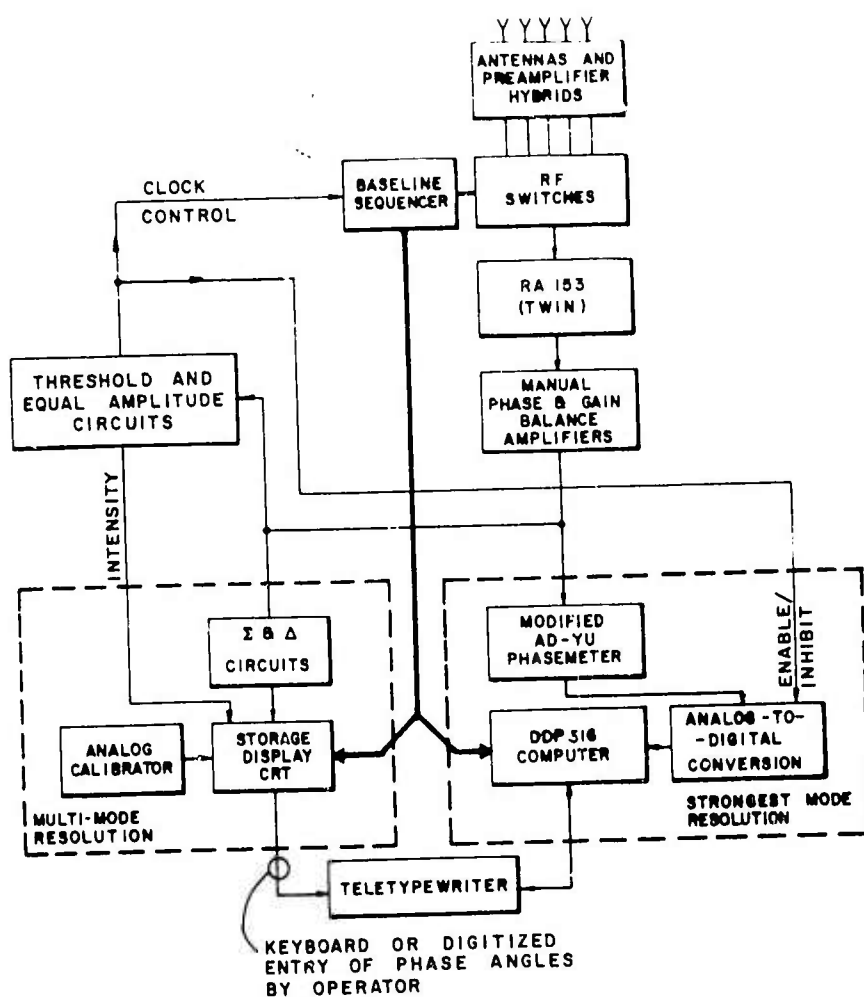 ANTENNAS AND
PREAMPLIFIER
HYBRIDS
CLOCK
CONTROL
BASELINE
SEQUENCER
RF
SWITCHES
RA 153
(TWIN)
THRESHOLD AND
EQUAL AMPLITUDE
CIRCUITS
MANUAL
PHASE & GAIN
BALANCE
AMPLIFIERS
INTENSITY
Σ & Δ
CIRCUITS
MODIFIED
AD-YU
PHASEMETER
ENABLE/
INHIBIT
ANALOG
CALIBRATOR
STORAGE
DISPLAY
CRT
DDP 516
COMPUTER
ANALOG-TO-
-DIGITAL
CONVERSION
MULTI-MODE
RESOLUTION
STRONGEST MODE
RESOLUTION
TELETYPEWRITER
KEYBOARD OR DIGITIZED
ENTRY OF PHASE ANGLES
BY OPERATOR